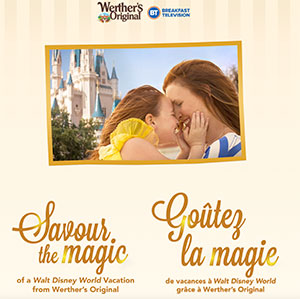 Werther's
Original
BT BREAKFAST
TELEVISION
Savour
the magic
of a Walt Disney World Vacation
from Werther's Original
Goûtez
la magie
de vacances à Walt Disney World
grâce à Werther's Original